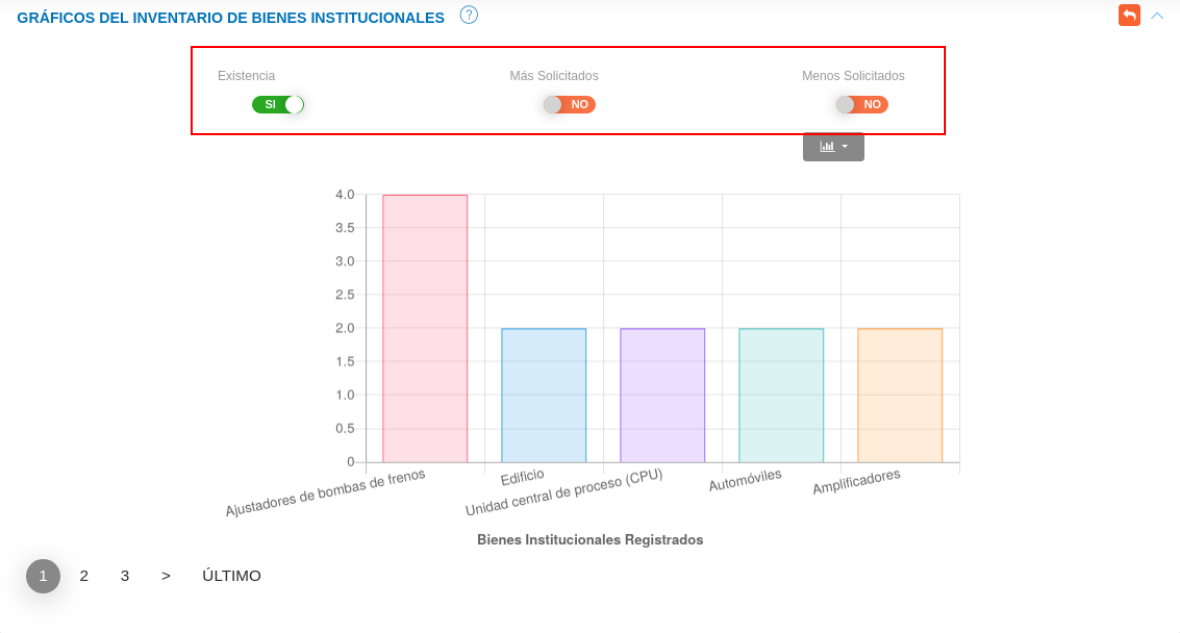 GRÁFICOS DEL INVENTARIO DE BIENES INSTITUCIONALES ?
Existencia Más Solicitados Menos Solicitados
SI NO NO
4.0
3.5
3.0
2.5
2.0
1.5
1.0
0.5
0
Ajustadores de bombas de frenos
Edificio
Unidad central de proceso (CPU)
Automóviles
Amplificadores
Bienes Institucionales Registrados
1 2 3 > ÚLTIMO